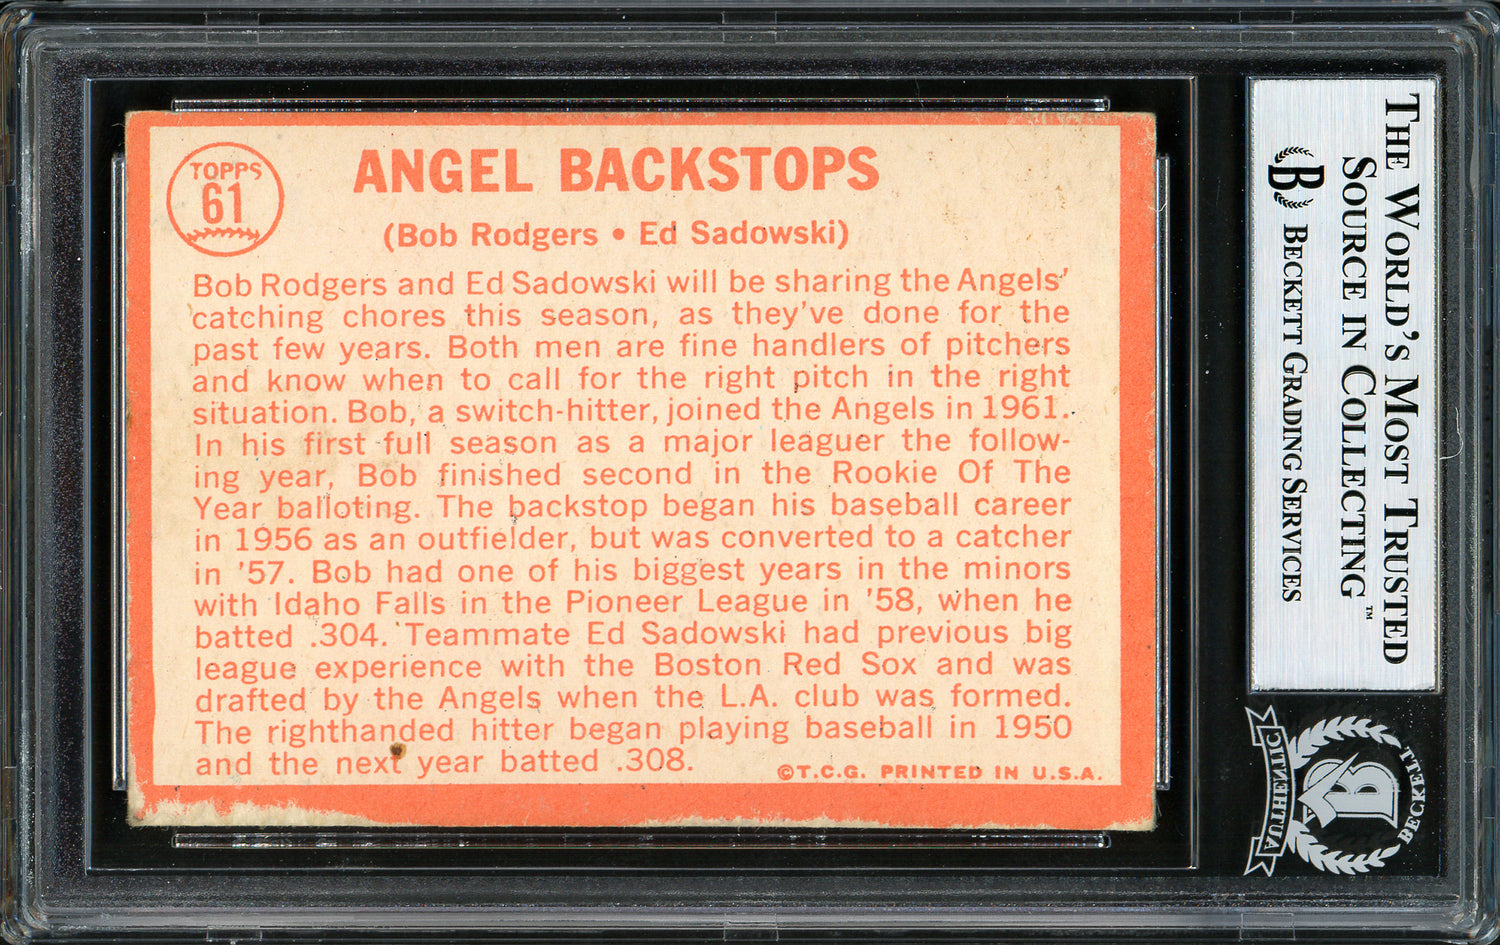 TOPPS
61
ANGEL BACKSTOPS
(Bob Rodgers • Ed Sadowski)
Bob Rodgers and Ed Sadowski will be sharing the Angels'
catching chores this season, as they've done for the
past few years. Both men are fine handlers of pitchers
and know when to call for the right pitch in the right
situation. Bob, a switch-hitter, joined the Angels in 1961.
In his first full season as a major leaguer the follow-
ing year, Bob finished second in the Rookie Of The
Year balloting. The backstop began his baseball career
in 1956 as an outfielder, but was converted to a catcher
in '57. Bob had one of his biggest years in the minors
with Idaho Falls in the Pioneer League in '58, when he
batted .304. Teammate Ed Sadowski had previous big
league experience with the Boston Red Sox and was
drafted by the Angels when the L.A. club was formed.
The righthanded hitter began playing baseball in 1950
and the next year batted .308.
©T.C.G. PRINTED IN U.S.A.
THE WORLD'S MOST TRUSTED
SOURCE IN COLLECTING™
B BECKETT GRADING SERVICES
B
BECKETT
AUTHENTIC